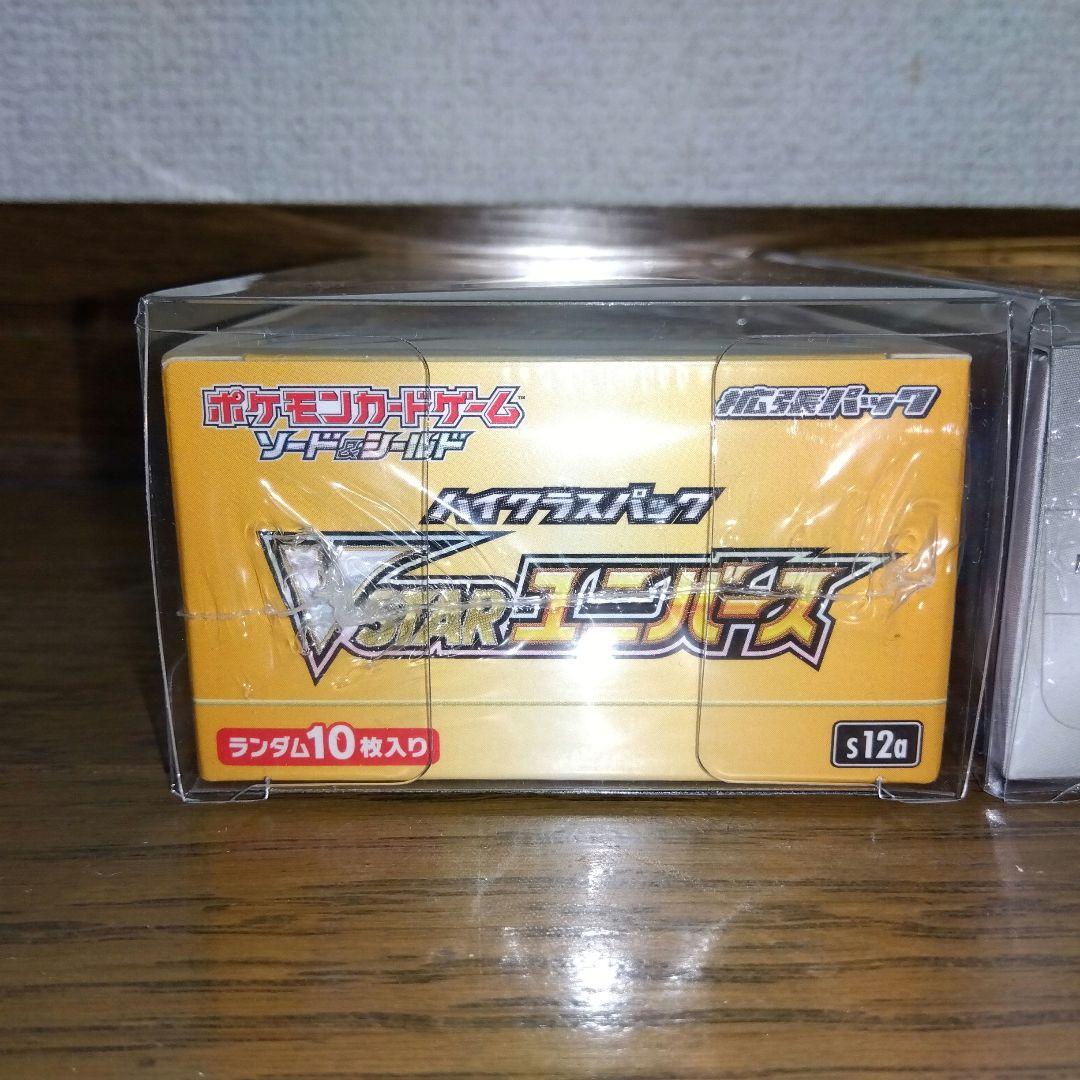 ポケモンカードゲーム™
ソード&シールド
拡張パック
ハイクラスパック
VSTARユニバース
ランダム10枚入り
s12a